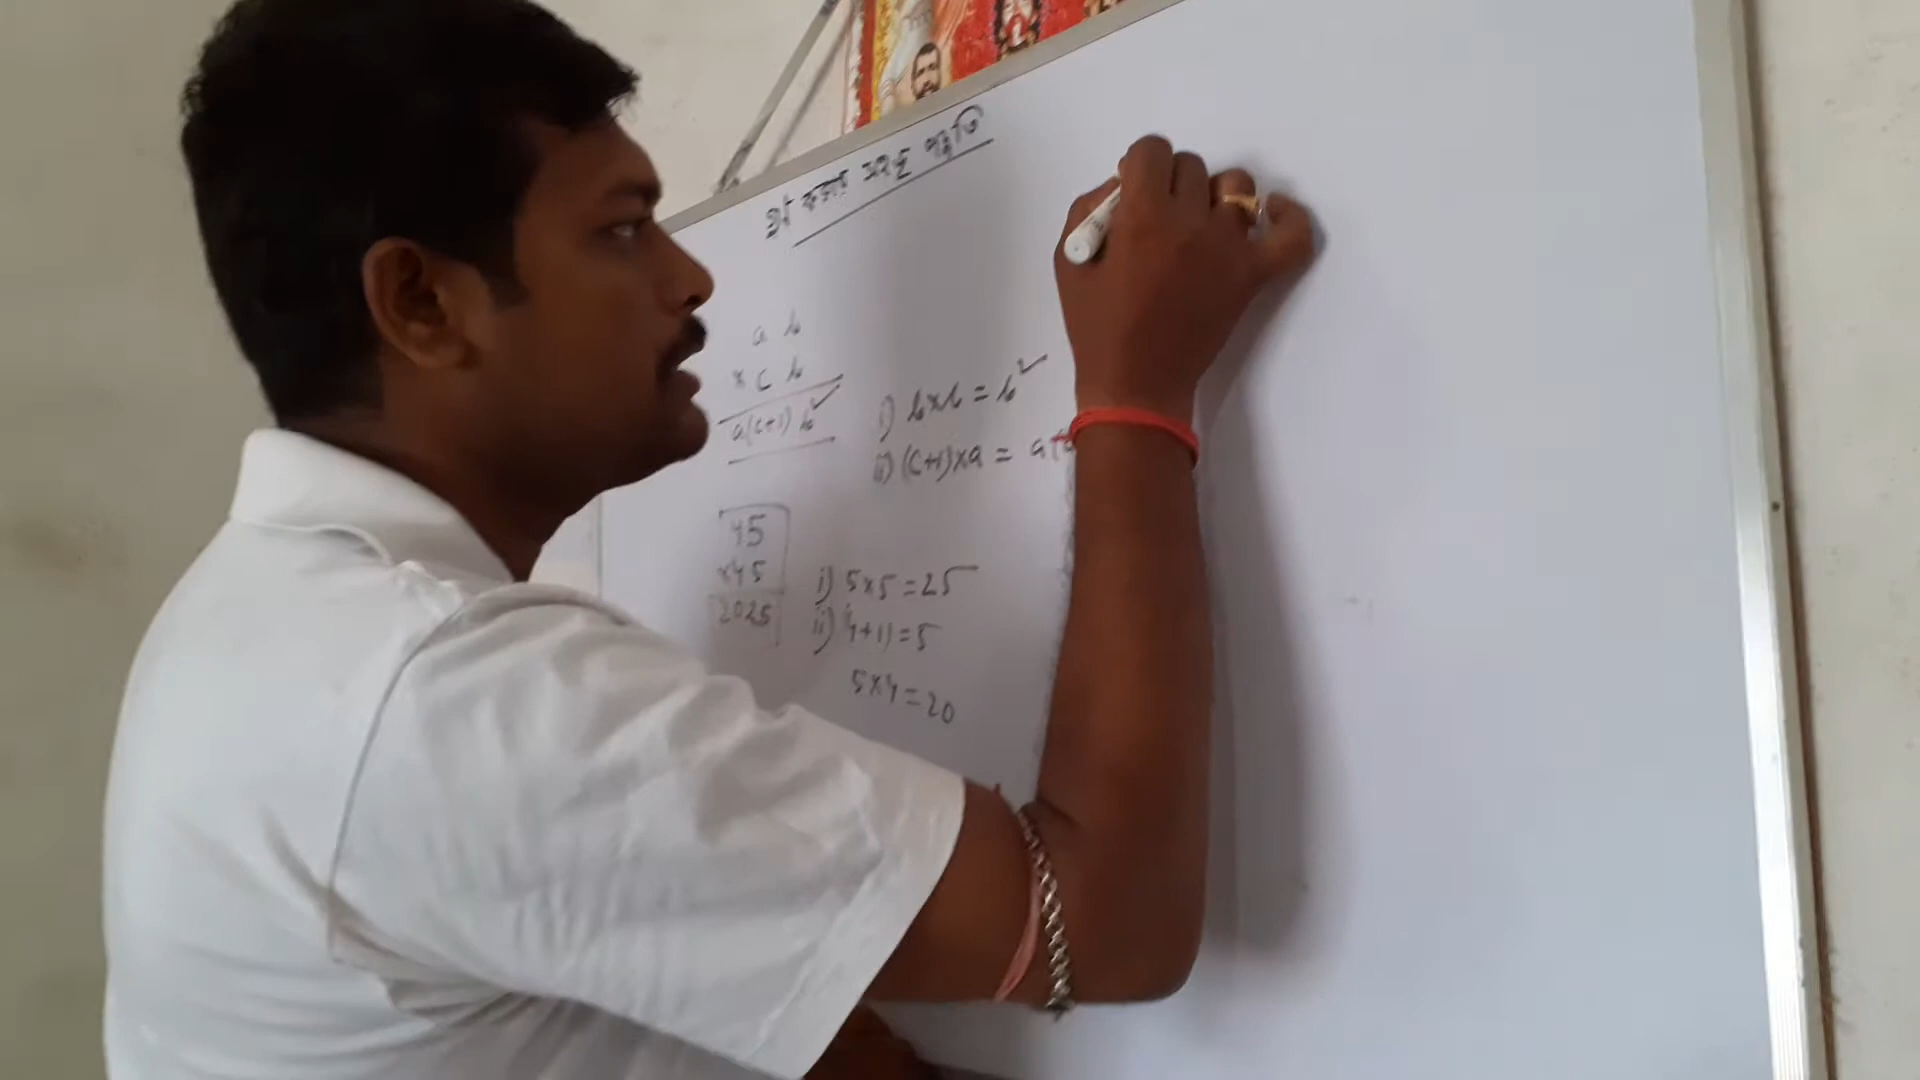 করার সহজ পদ্ধতি
a b
x c b
a(c+1) b²
i) b×b = b²
ii) (c+1)×a = a(c
45
×45
2025
i) 5×5=25
ii) (4+1)=5
5×4=20